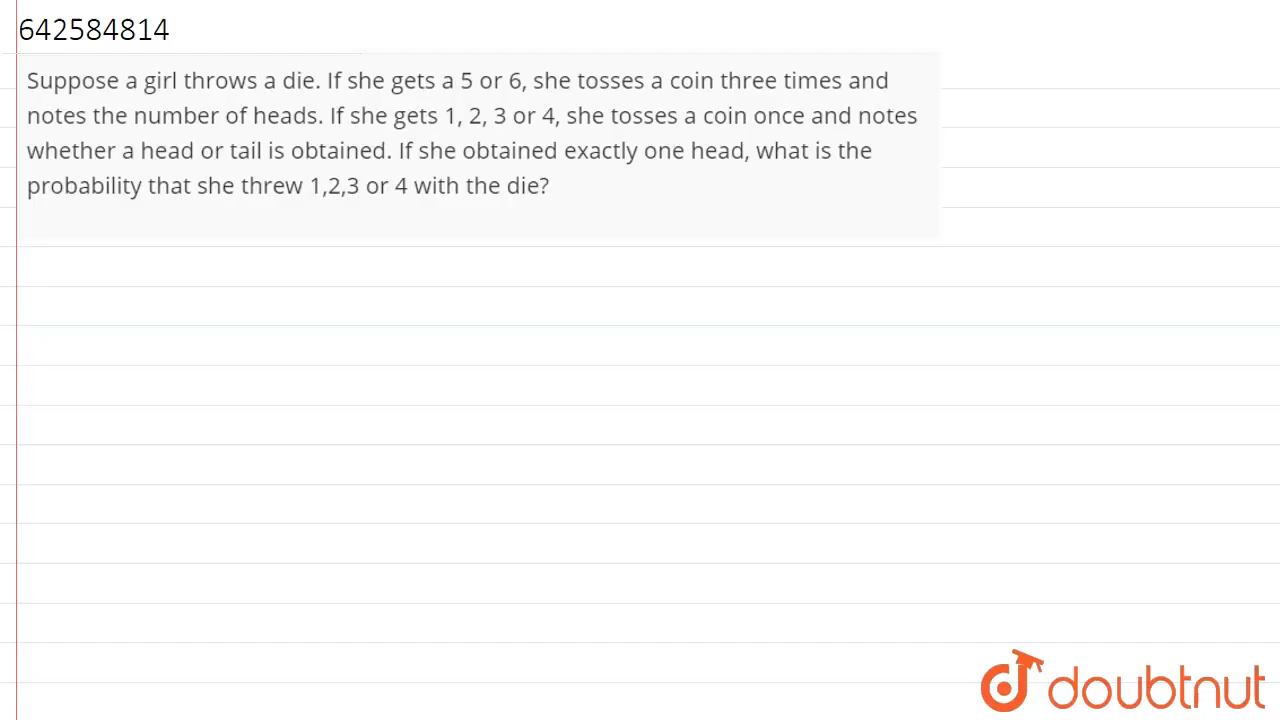 642584814
Suppose a girl throws a die. If she gets a 5 or 6, she tosses a coin three times and
notes the number of heads. If she gets 1, 2, 3 or 4, she tosses a coin once and notes
whether a head or tail is obtained. If she obtained exactly one head, what is the
probability that she threw 1,2,3 or 4 with the die?
doubtnut